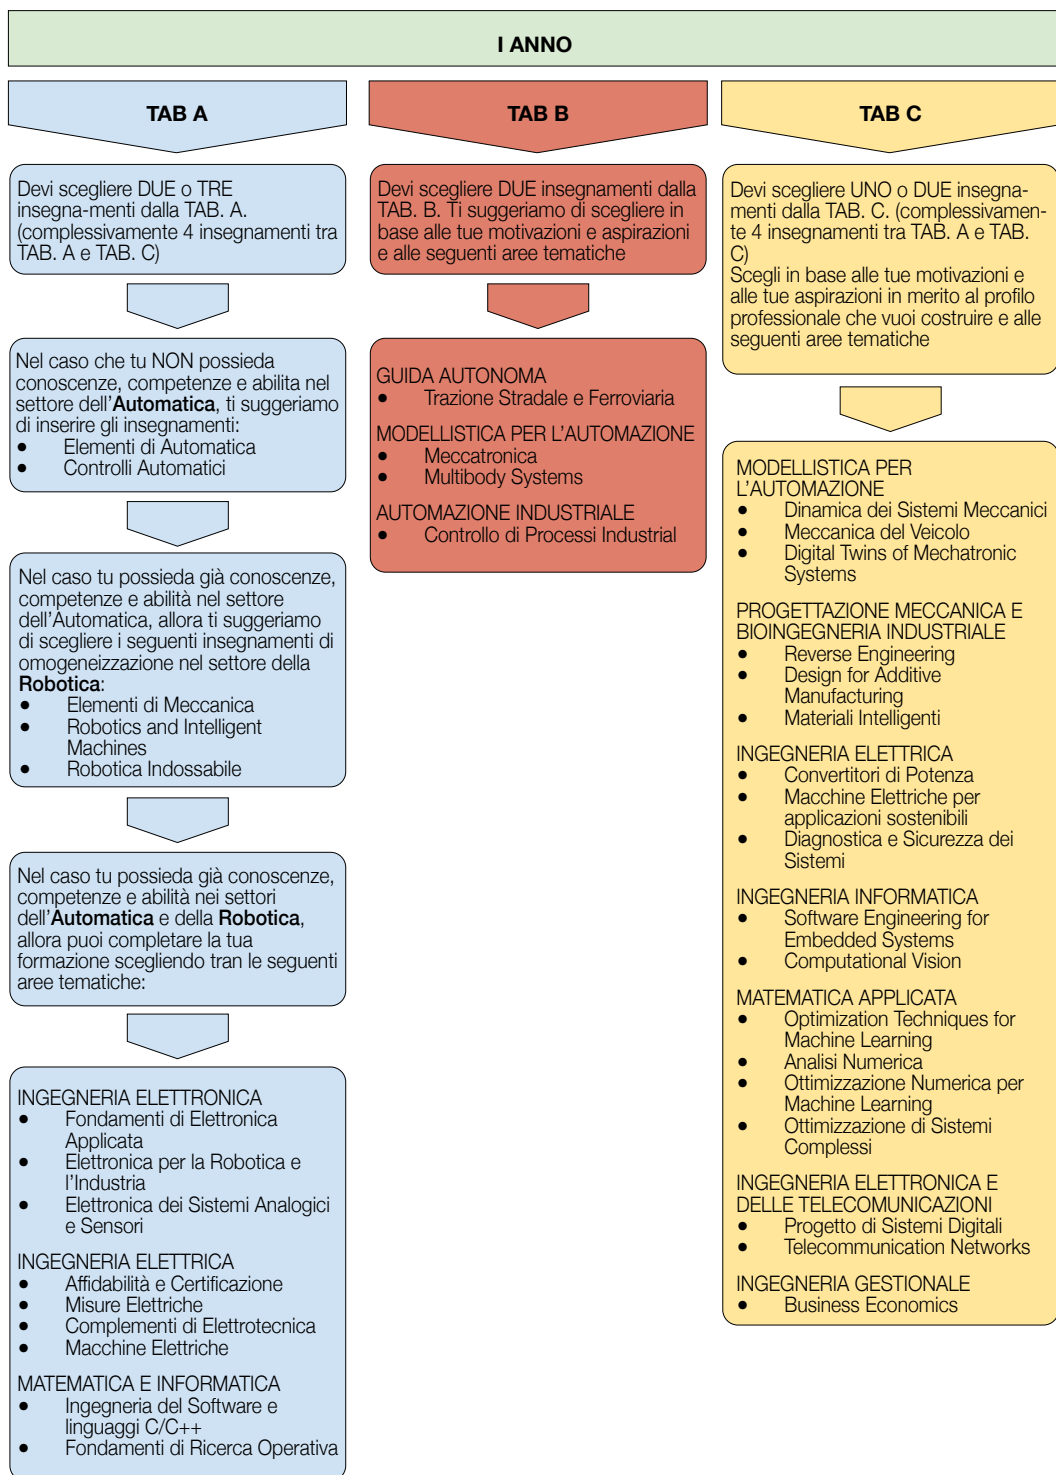 I ANNO
TAB A
Devi scegliere DUE o TRE
insegna-menti dalla TAB. A.
(complessivamente 4 insegnamenti tra
TAB. A e TAB. C)
Nel caso che tu NON possieda
conoscenze, competenze e abilita nel
settore dell'Automatica, ti suggeriamo
di inserire gli insegnamenti:
● Elementi di Automatica
● Controlli Automatici
Nel caso tu possieda già conoscenze,
competenze e abilità nel settore
dell'Automatica, allora ti suggeriamo
di scegliere i seguenti insegnamenti di
omogeneizzazione nel settore della
Robotica:
● Elementi di Meccanica
● Robotics and Intelligent
Machines
● Robotica Indossabile
Nel caso tu possieda già conoscenze,
competenze e abilità nei settori
dell'Automatica e della Robotica,
allora puoi completare la tua
formazione scegliendo tran le seguenti
aree tematiche:
INGEGNERIA ELETTRONICA
● Fondamenti di Elettronica
Applicata
● Elettronica per la Robotica e
l'Industria
● Elettronica dei Sistemi Analogici
e Sensori
INGEGNERIA ELETTRICA
● Affidabilità e Certificazione
● Misure Elettriche
● Complementi di Elettrotecnica
● Macchine Elettriche
MATEMATICA E INFORMATICA
● Ingegneria del Software e
linguaggi C/C++
● Fondamenti di Ricerca Operativa
TAB B
Devi scegliere DUE insegnamenti dalla
TAB. B. Ti suggeriamo di scegliere in
base alle tue motivazioni e aspirazioni
e alle seguenti aree tematiche
GUIDA AUTONOMA
● Trazione Stradale e Ferroviaria
MODELLISTICA PER L'AUTOMAZIONE
● Meccatronica
● Multibody Systems
AUTOMAZIONE INDUSTRIALE
● Controllo di Processi Industrial
TAB C
Devi scegliere UNO o DUE insegna-
menti dalla TAB. C. (complessivamen-
te 4 insegnamenti tra TAB. A e TAB.
C)
Scegli in base alle tue motivazioni e
alle tue aspirazioni in merito al profilo
professionale che vuoi costruire e alle
seguenti aree tematiche
MODELLISTICA PER
L'AUTOMAZIONE
● Dinamica dei Sistemi Meccanici
● Meccanica del Veicolo
● Digital Twins of Mechatronic
Systems
PROGETTAZIONE MECCANICA E
BIOINGEGNERIA INDUSTRIALE
● Reverse Engineering
● Design for Additive
Manufacturing
● Materiali Intelligenti
INGEGNERIA ELETTRICA
● Convertitori di Potenza
● Macchine Elettriche per
applicazioni sostenibili
● Diagnostica e Sicurezza dei
Sistemi
INGEGNERIA INFORMATICA
● Software Engineering for
Embedded Systems
● Computational Vision
MATEMATICA APPLICATA
● Optimization Techniques for
Machine Learning
● Analisi Numerica
● Ottimizzazione Numerica per
Machine Learning
● Ottimizzazione di Sistemi
Complessi
INGEGNERIA ELETTRONICA E
DELLE TELECOMUNICAZIONI
● Progetto di Sistemi Digitali
● Telecommunication Networks
INGEGNERIA GESTIONALE
● Business Economics